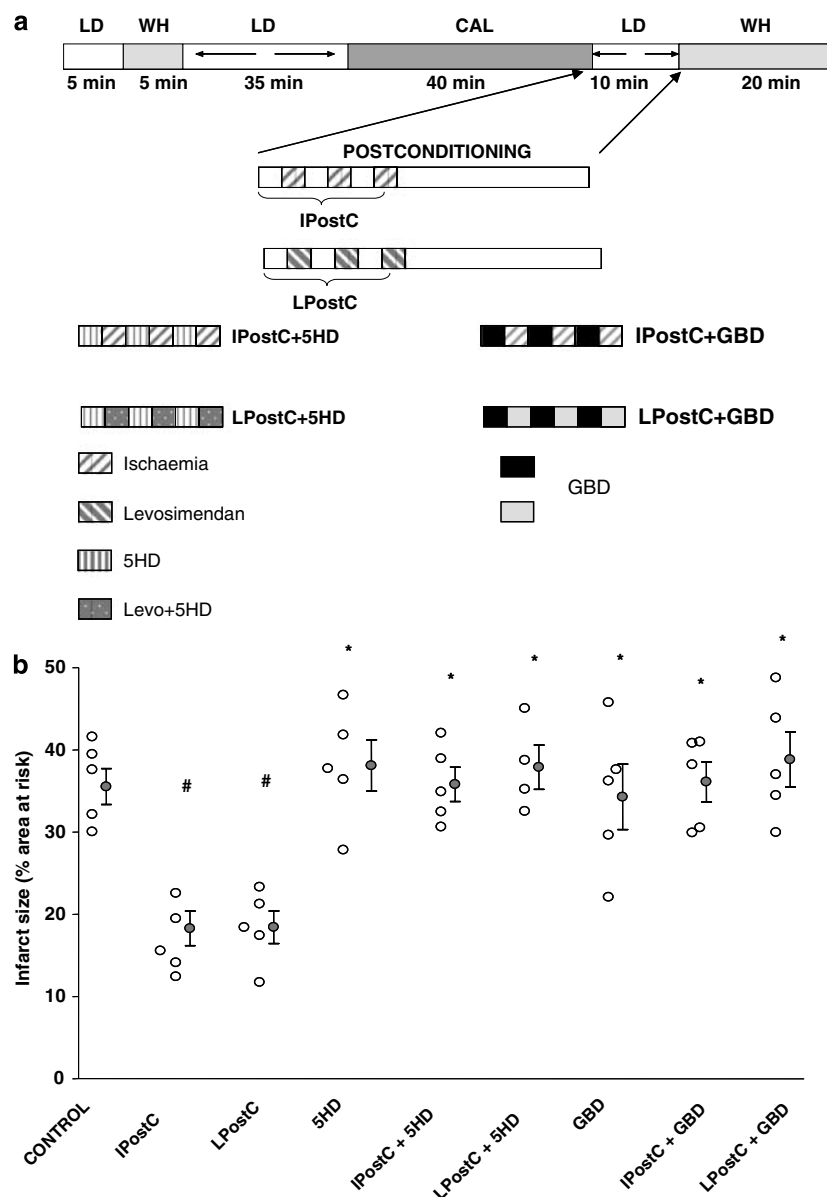 a
LD WH LD CAL LD WH
5 min 5 min 35 min 40 min 10 min 20 min
POSTCONDITIONING
IPostC
LPostC
IPostC+5HD IPostC+GBD
LPostC+5HD LPostC+GBD
Ischaemia
GBD
Levosimendan
5HD
Levo+5HD
b
* * * * * *
# #
50
40
30
20
10
0
Infarct size (% area at risk)
CONTROL IPostC LPostC 5HD IPostC + 5HD LPostC + 5HD GBD IPostC + GBD LPostC + GBD